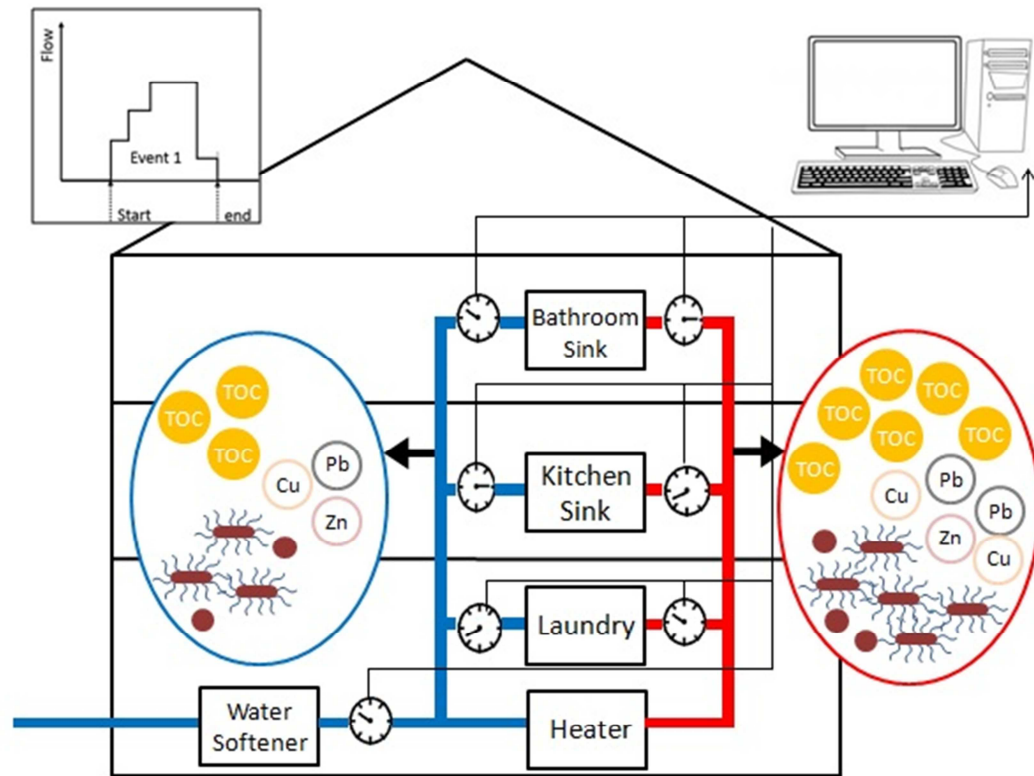 Flow
Event 1
Start
end
Bathroom
Sink
TOC
TOC
TOC
Pb
Cu
Zn
Kitchen
Sink
TOC
TOC
TOC
TOC
TOC
TOC
Cu
Pb
Pb
Zn
Cu
Laundry
Water
Softener
Heater